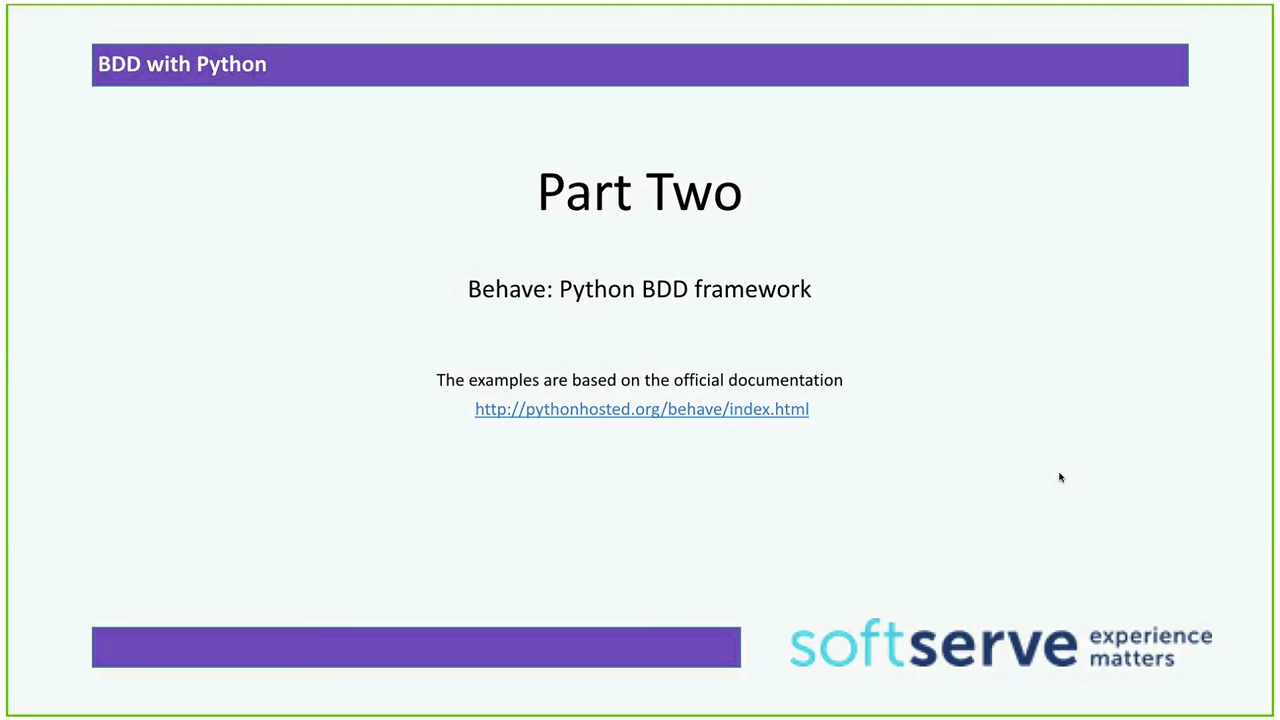 BDD with Python
Part Two
Behave: Python BDD framework
The examples are based on the official documentation
http://pythonhosted.org/behave/index.html
softserve experience
matters